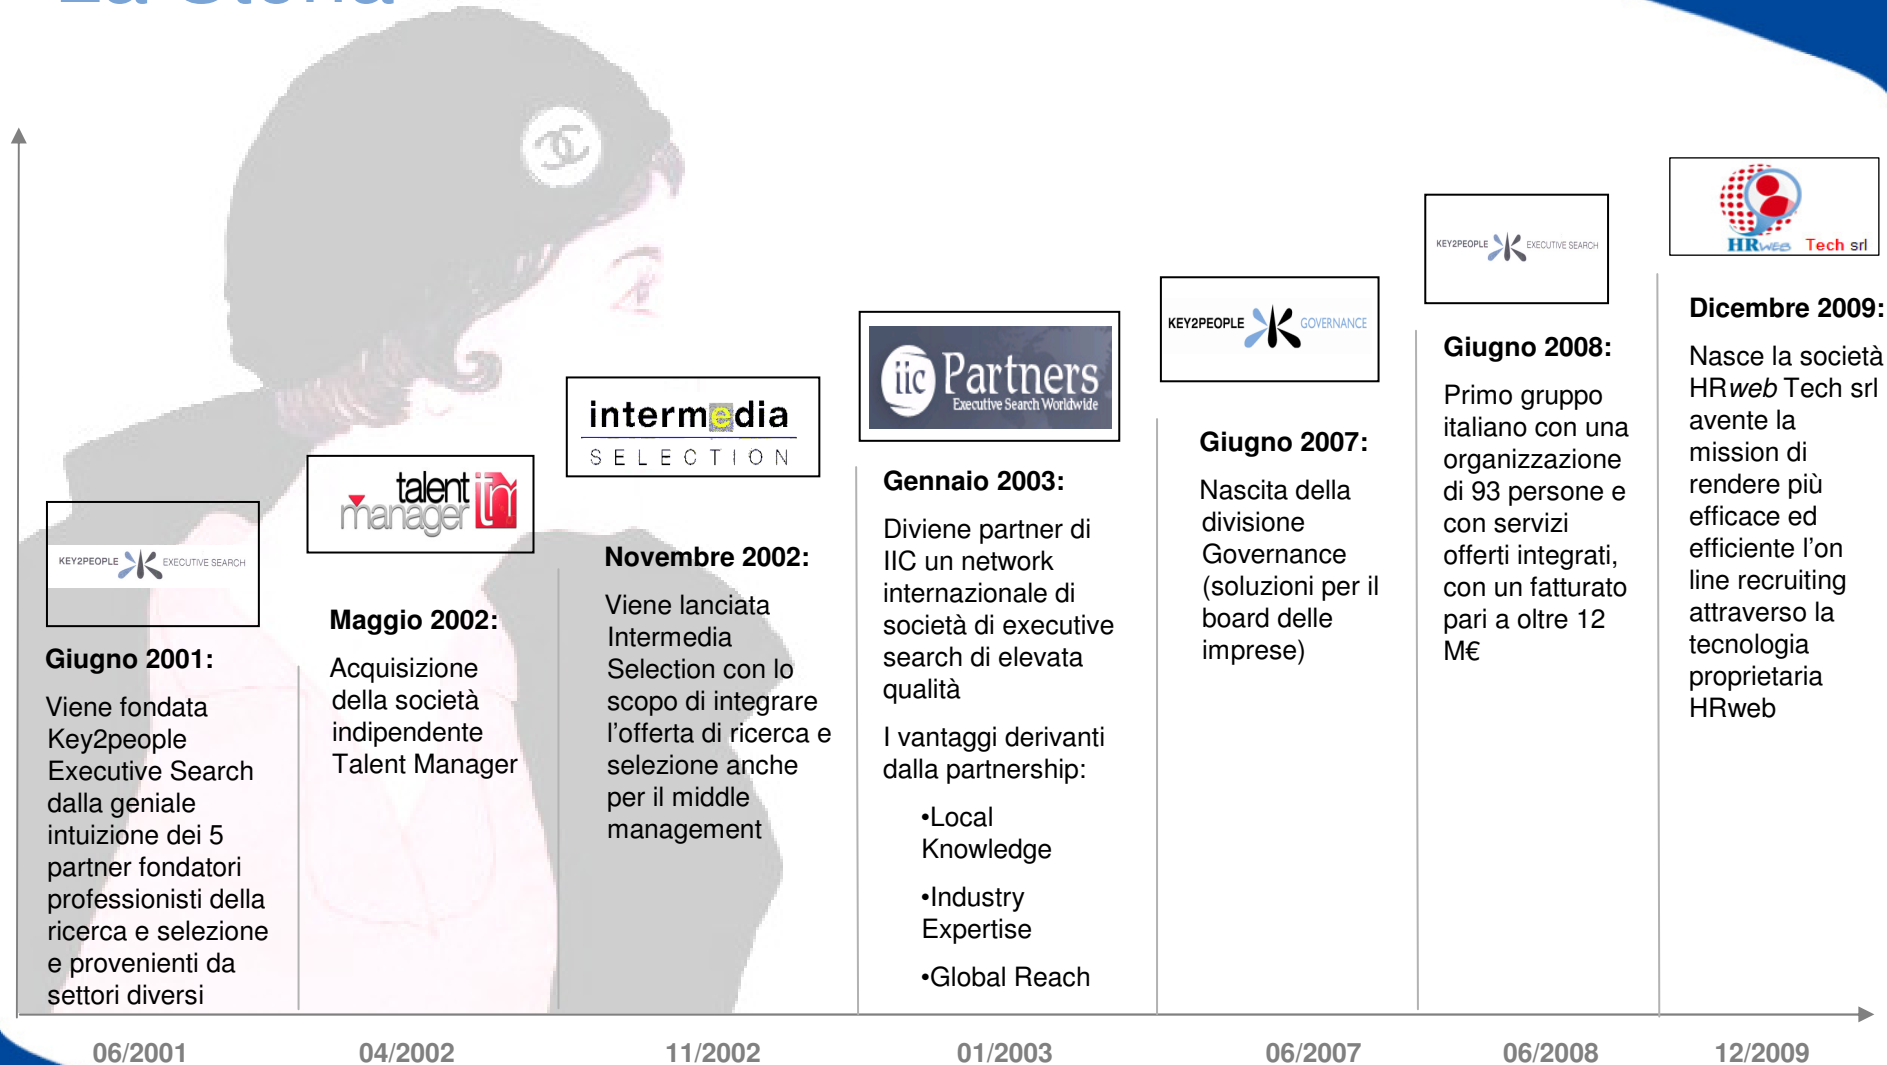 La Storia
KEY2PEOPLE EXECUTIVE SEARCH
Giugno 2001:
Viene fondata
Key2people
Executive Search
dalla geniale
intuizione dei 5
partner fondatori
professionisti della
ricerca e selezione
e provenienti da
settori diversi
talent
manager tm
Maggio 2002:
Acquisizione
della società
indipendente
Talent Manager
intermedia
SELECTION
Novembre 2002:
Viene lanciata
Intermedia
Selection con lo
scopo di integrare
l’offerta di ricerca e
selezione anche
per il middle
management
iic Partners
Executive Search Worldwide
Gennaio 2003:
Diviene partner di
IIC un network
internazionale di
società di executive
search di elevata
qualità
I vantaggi derivanti
dalla partnership:
•Local
Knowledge
•Industry
Expertise
•Global Reach
KEY2PEOPLE GOVERNANCE
Giugno 2007:
Nascita della
divisione
Governance
(soluzioni per il
board delle
imprese)
KEY2PEOPLE EXECUTIVE SEARCH
Giugno 2008:
Primo gruppo
italiano con una
organizzazione
di 93 persone e
con servizi
offerti integrati,
con un fatturato
pari a oltre 12
M€
HRWEB Tech srl
Dicembre 2009:
Nasce la società
HRweb Tech srl
avente la
mission di
rendere più
efficace ed
efficiente l’on
line recruiting
attraverso la
tecnologia
proprietaria
HRweb
06/2001 04/2002 11/2002 01/2003 06/2007 06/2008 12/2009